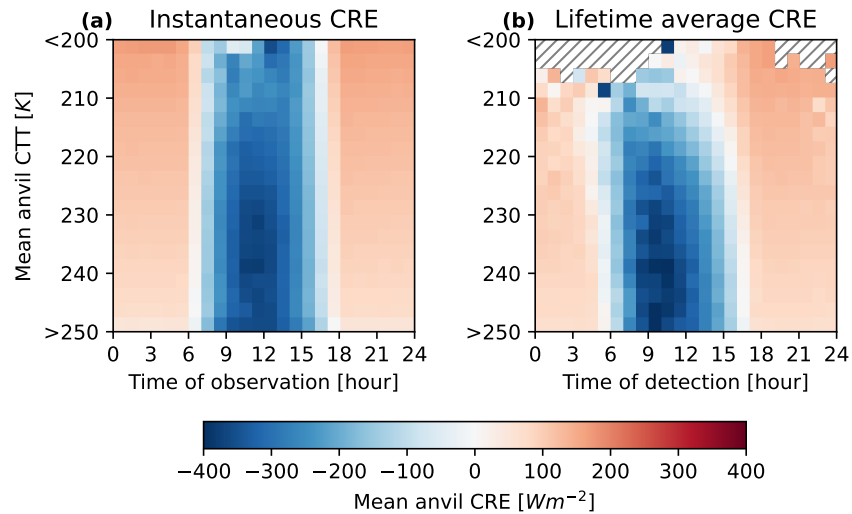 (a) Instantaneous CRE
(b) Lifetime average CRE
Mean anvil CTT [K]
<200
210
220
230
240
>250
0 3 6 9 12 15 18 21 24
Time of observation [hour]
<200
210
220
230
240
>250
0 3 6 9 12 15 18 21 24
Time of detection [hour]
−400 −300 −200 −100 0 100 200 300 400
Mean anvil CRE [Wm⁻²]